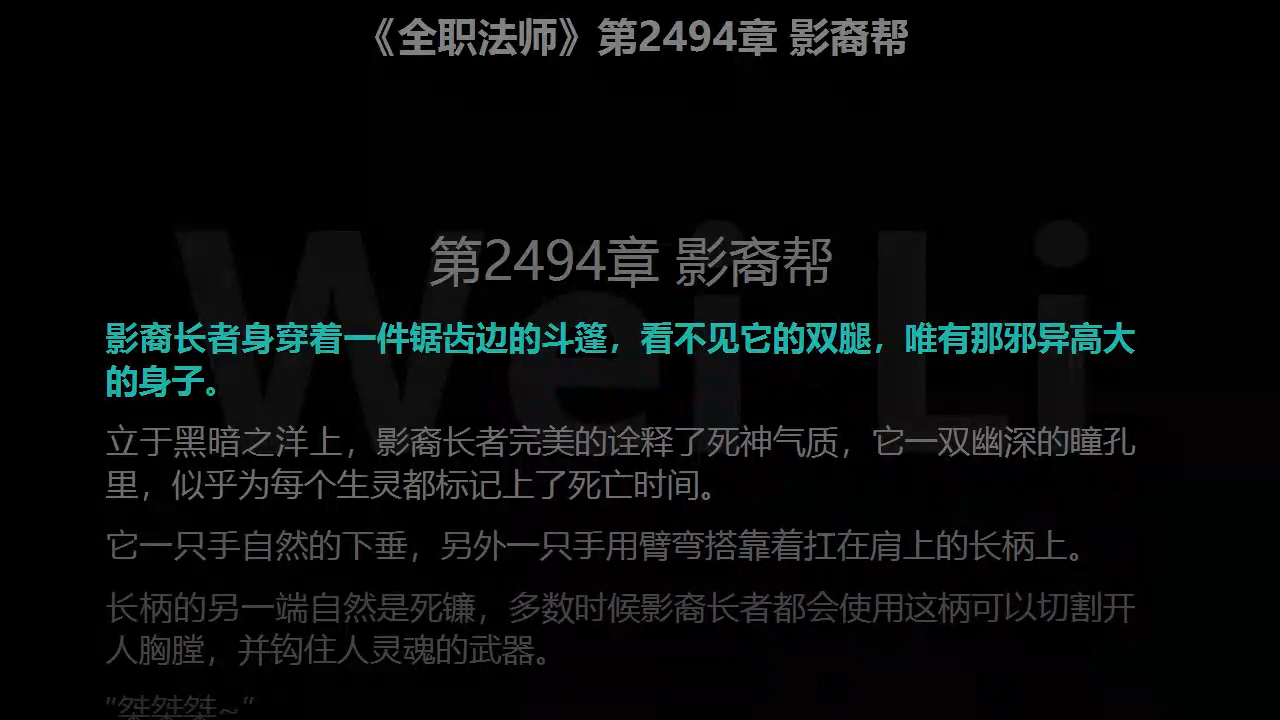 《全职法师》第2494章 影裔帮
Wei Li
第2494章 影裔帮
影裔长者身穿着一件锯齿边的斗篷，看不见它的双腿，唯有那邪异高大
的身子。
立于黑暗之洋上，影裔长者完美的诠释了死神气质，它一双幽深的瞳孔
里，似乎为每个生灵都标记上了死亡时间。
它一只手自然的下垂，另外一只手用臂弯搭靠着扛在肩上的长柄上。
长柄的另一端自然是死镰，多数时候影裔长者都会使用这柄可以切割开
人胸膛，并钩住人灵魂的武器。
“桀桀桀~”